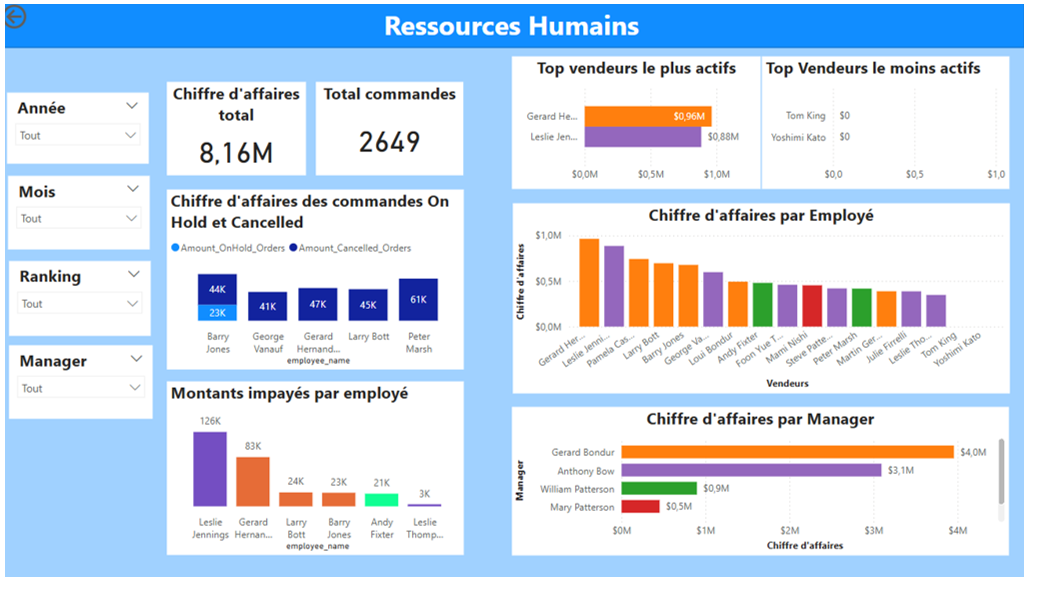 Ressources Humains
Année
Tout
Mois
Tout
Ranking
Tout
Manager
Tout
Chiffre d'affaires
total
8,16M
Total commandes
2649
Chiffre d'affaires des commandes On
Hold et Cancelled
Amount_OnHold_Orders Amount_Cancelled_Orders
44K
23K
41K
47K
45K
61K
Barry
Jones
George
Vanauf
Gerard
Hernand...
Larry Bott
Peter
Marsh
employee_name
Montants impayés par employé
126K
83K
24K
23K
21K
3K
Leslie
Jennings
Gerard
Hernan...
Larry
Bott
Barry
Jones
Andy
Fixter
Leslie
Thomp...
employee_name
Top vendeurs le plus actifs
Gerard He...
$0,96M
Leslie Jen...
$0,88M
$0,0M $0,5M $1,0M
Top Vendeurs le moins actifs
Tom King $0
Yoshimi Kato $0
$0,0 $0,5 $1,0
Chiffre d'affaires par Employé
Chiffre d'affaires
$1,0M
$0,5M
$0,0M
Gerard Her...
Leslie Jenni...
Pamela Cas...
Larry Bott
Barry Jones
George Va...
Loui Bondur
Andy Fixter
Foon Yue T...
Mami Nishi
Steve Patte...
Peter Marsh
Martin Ger...
Julie Firrelli
Leslie Tho...
Tom King
Yoshimi Kato
Vendeurs
Chiffre d'affaires par Manager
Manager
Gerard Bondur $4,0M
Anthony Bow $3,1M
William Patterson $0,9M
Mary Patterson $0,5M
$0M $1M $2M $3M $4M
Chiffre d'affaires